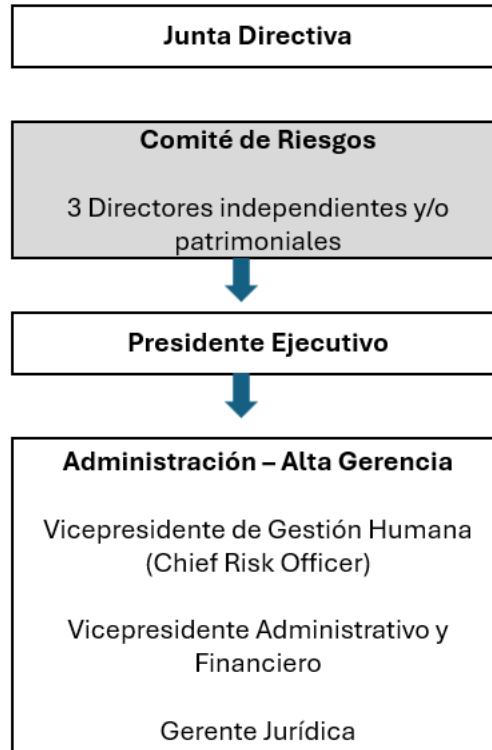 Junta Directiva
Comité de Riesgos
3 Directores independientes y/o
patrimoniales
Presidente Ejecutivo
Administración – Alta Gerencia
Vicepresidente de Gestión Humana
(Chief Risk Officer)
Vicepresidente Administrativo y
Financiero
Gerente Jurídica